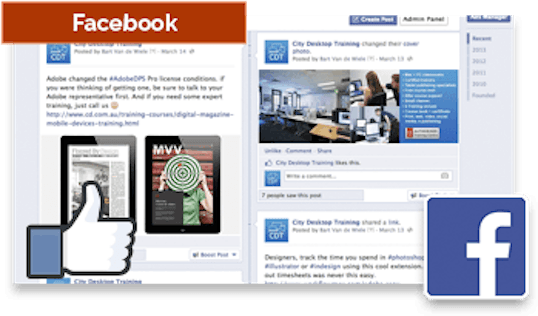 Facebook
City Desktop Training
Posted by Bart Van de Wiele [?] · March 14
Adobe changed the #AdobeDPS Pro license conditions. if
you were thinking of getting one, be sure to talk to your
Adobe representative first. And if you need some expert
training, just call us
http://www.cd.com.au/training-courses/digital-magazine-
mobile-devices-training.html
MVV
Boost Post
City Desktop Training
Create Post
Admin Panel
City Desktop Training changed their cover
photo.
Posted by Bart Van de Wiele [?] · March 13
CDT
Unlike · Comment · Share
City Desktop Training likes this.
Write a comment...
7 people saw this post
City Desktop Training shared a link.
Posted by Bart Van de Wiele [?] · March 13
CDT
Designers, track the time you spend in #photoshop
#illustrator or #indesign using this cool extension.
out timesheets was never this easy.
Recent
2013
2012
2011
2010
Founded
CDT
f